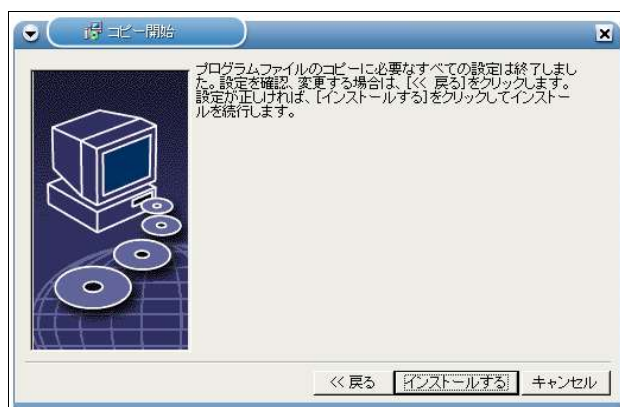 コピー開始
プログラムファイルのコピーに必要なすべての設定は終了しまし
た。設定を確認、変更する場合は、[<< 戻る]をクリックします。
設定が正しければ、[インストールする]をクリックしてインストー
ルを続行します。
<< 戻る インストールする キャンセル